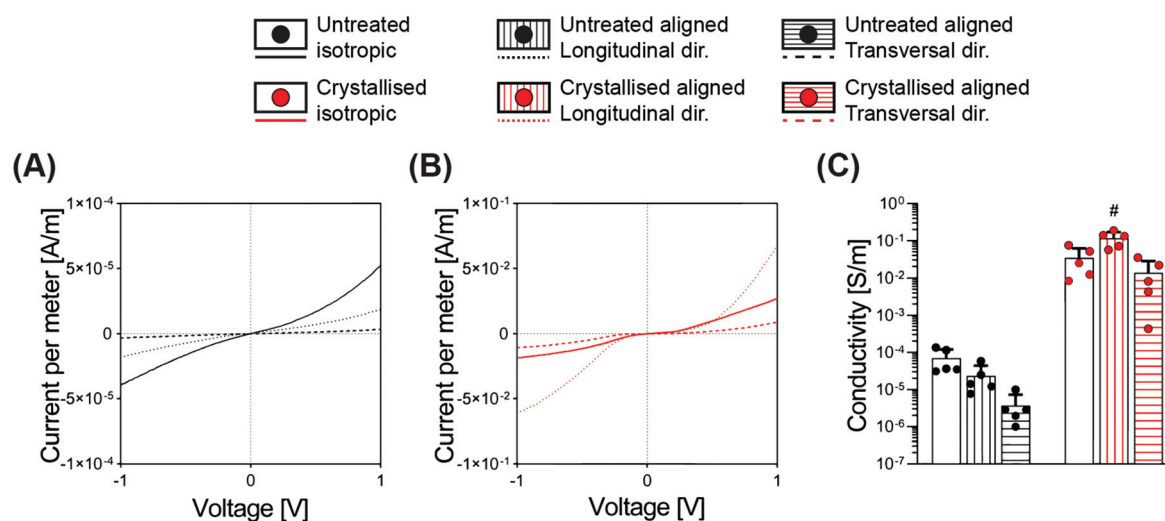 Untreated
isotropic
Untreated aligned
Longitudinal dir.
Untreated aligned
Transversal dir.
Crystallised
isotropic
Crystallised aligned
Longitudinal dir.
Crystallised aligned
Transversal dir.
(A)
Current per meter [A/m]
1×10⁻⁴
5×10⁻⁵
0
-5×10⁻⁵
-1×10⁻⁴
-1
0
1
Voltage [V]
(B)
Current per meter [A/m]
1×10⁻¹
5×10⁻²
0
-5×10⁻²
-1×10⁻¹
-1
0
1
Voltage [V]
(C)
Conductivity [S/m]
10⁰
10⁻¹
10⁻²
10⁻³
10⁻⁴
10⁻⁵
10⁻⁶
10⁻⁷
#